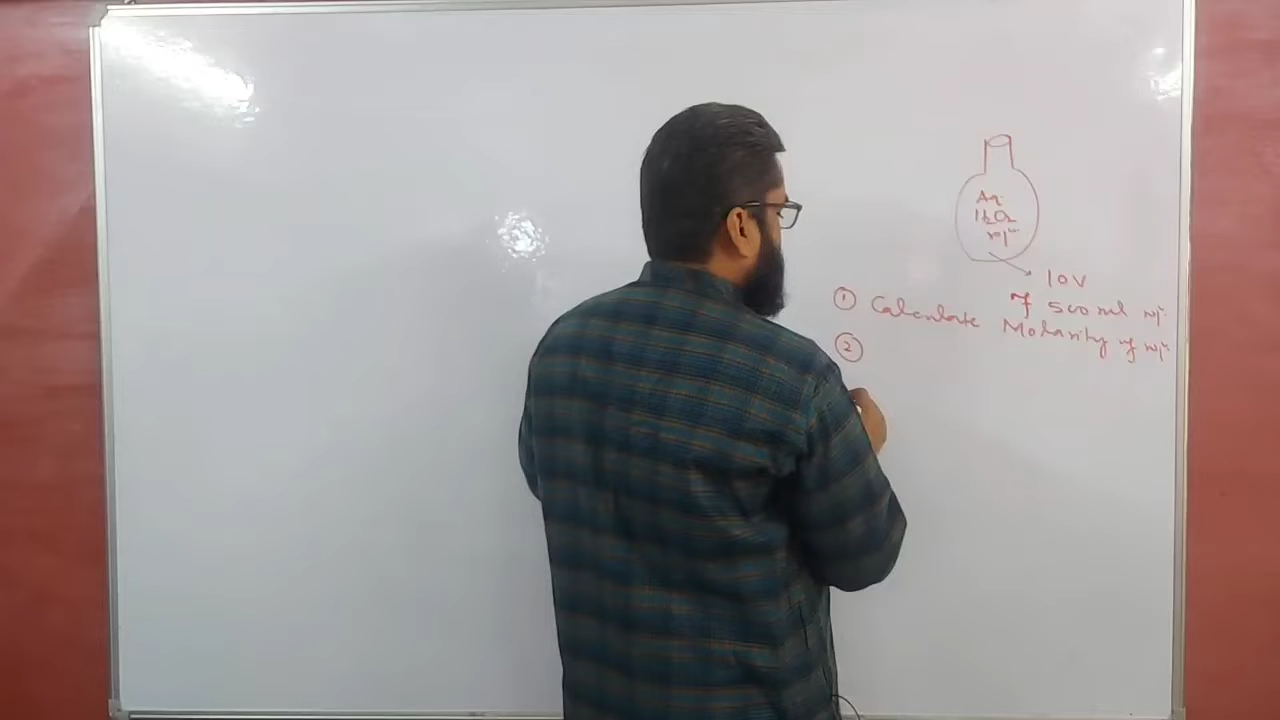 Aq.
H₂O₂
solⁿ
10V
of 500 ml solⁿ
① Calculate Molarity of solⁿ
②